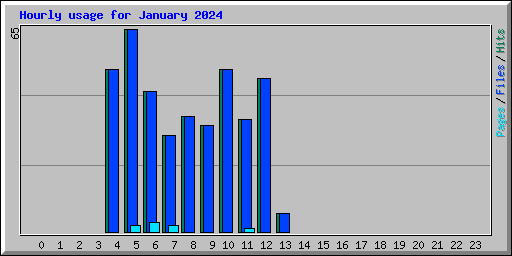 Hourly usage for January 2024
65
Pages/Files/Hits
0 1 2 3 4 5 6 7 8 9 10 11 12 13 14 15 16 17 18 19 20 21 22 23